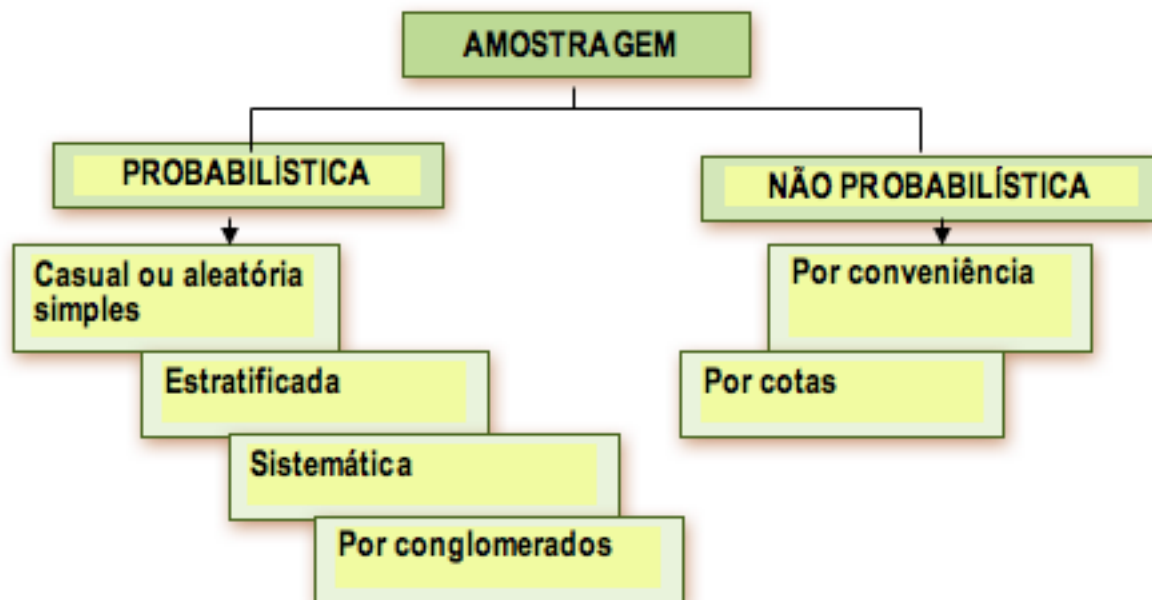 AMOSTRAGEM
PROBABILÍSTICA
NÃO PROBABILÍSTICA
Casual ou aleatória
simples
Estratificada
Sistemática
Por conglomerados
Por conveniência
Por cotas